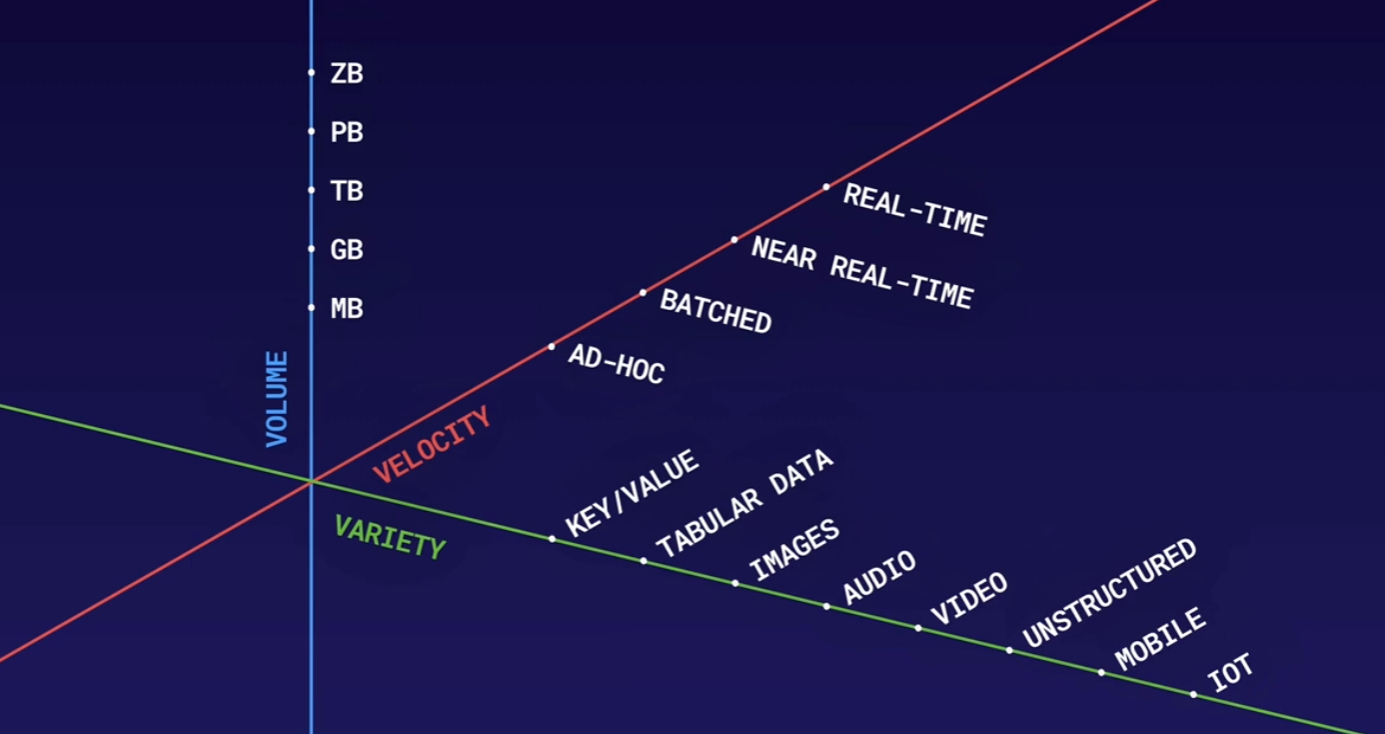 ZB
PB
TB
GB
MB
VOLUME
REAL-TIME
NEAR REAL-TIME
BATCHED
AD-HOC
VELOCITY
VARIETY
KEY/VALUE
TABULAR DATA
IMAGES
AUDIO
VIDEO
UNSTRUCTURED
MOBILE
IOT